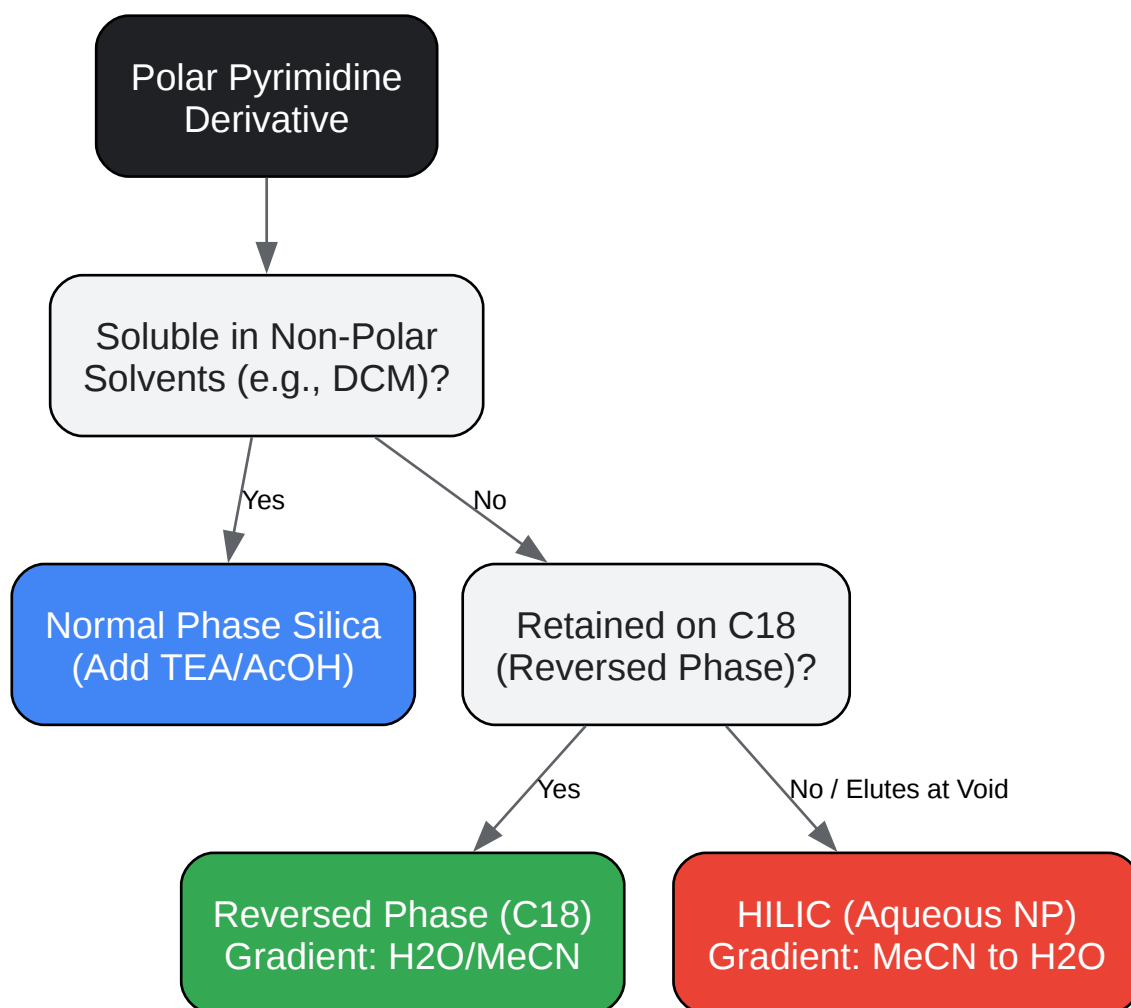 Polar Pyrimidine
Derivative
Soluble in Non-Polar
Solvents (e.g., DCM)?
Yes
No
Normal Phase Silica
(Add TEA/AcOH)
Retained on C18
(Reversed Phase)?
Yes
No / Elutes at Void
Reversed Phase (C18)
Gradient: H2O/MeCN
HILIC (Aqueous NP)
Gradient: MeCN to H2O